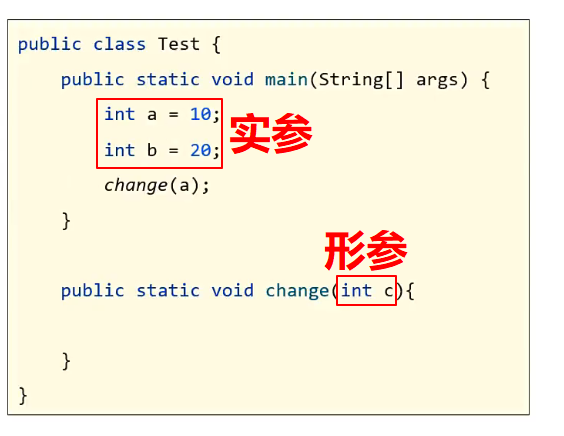 public class Test {
public static void main(String[] args) {
int a = 10;
实参
int b = 20;
change(a);
}
形参
public static void change(int c){
}
}